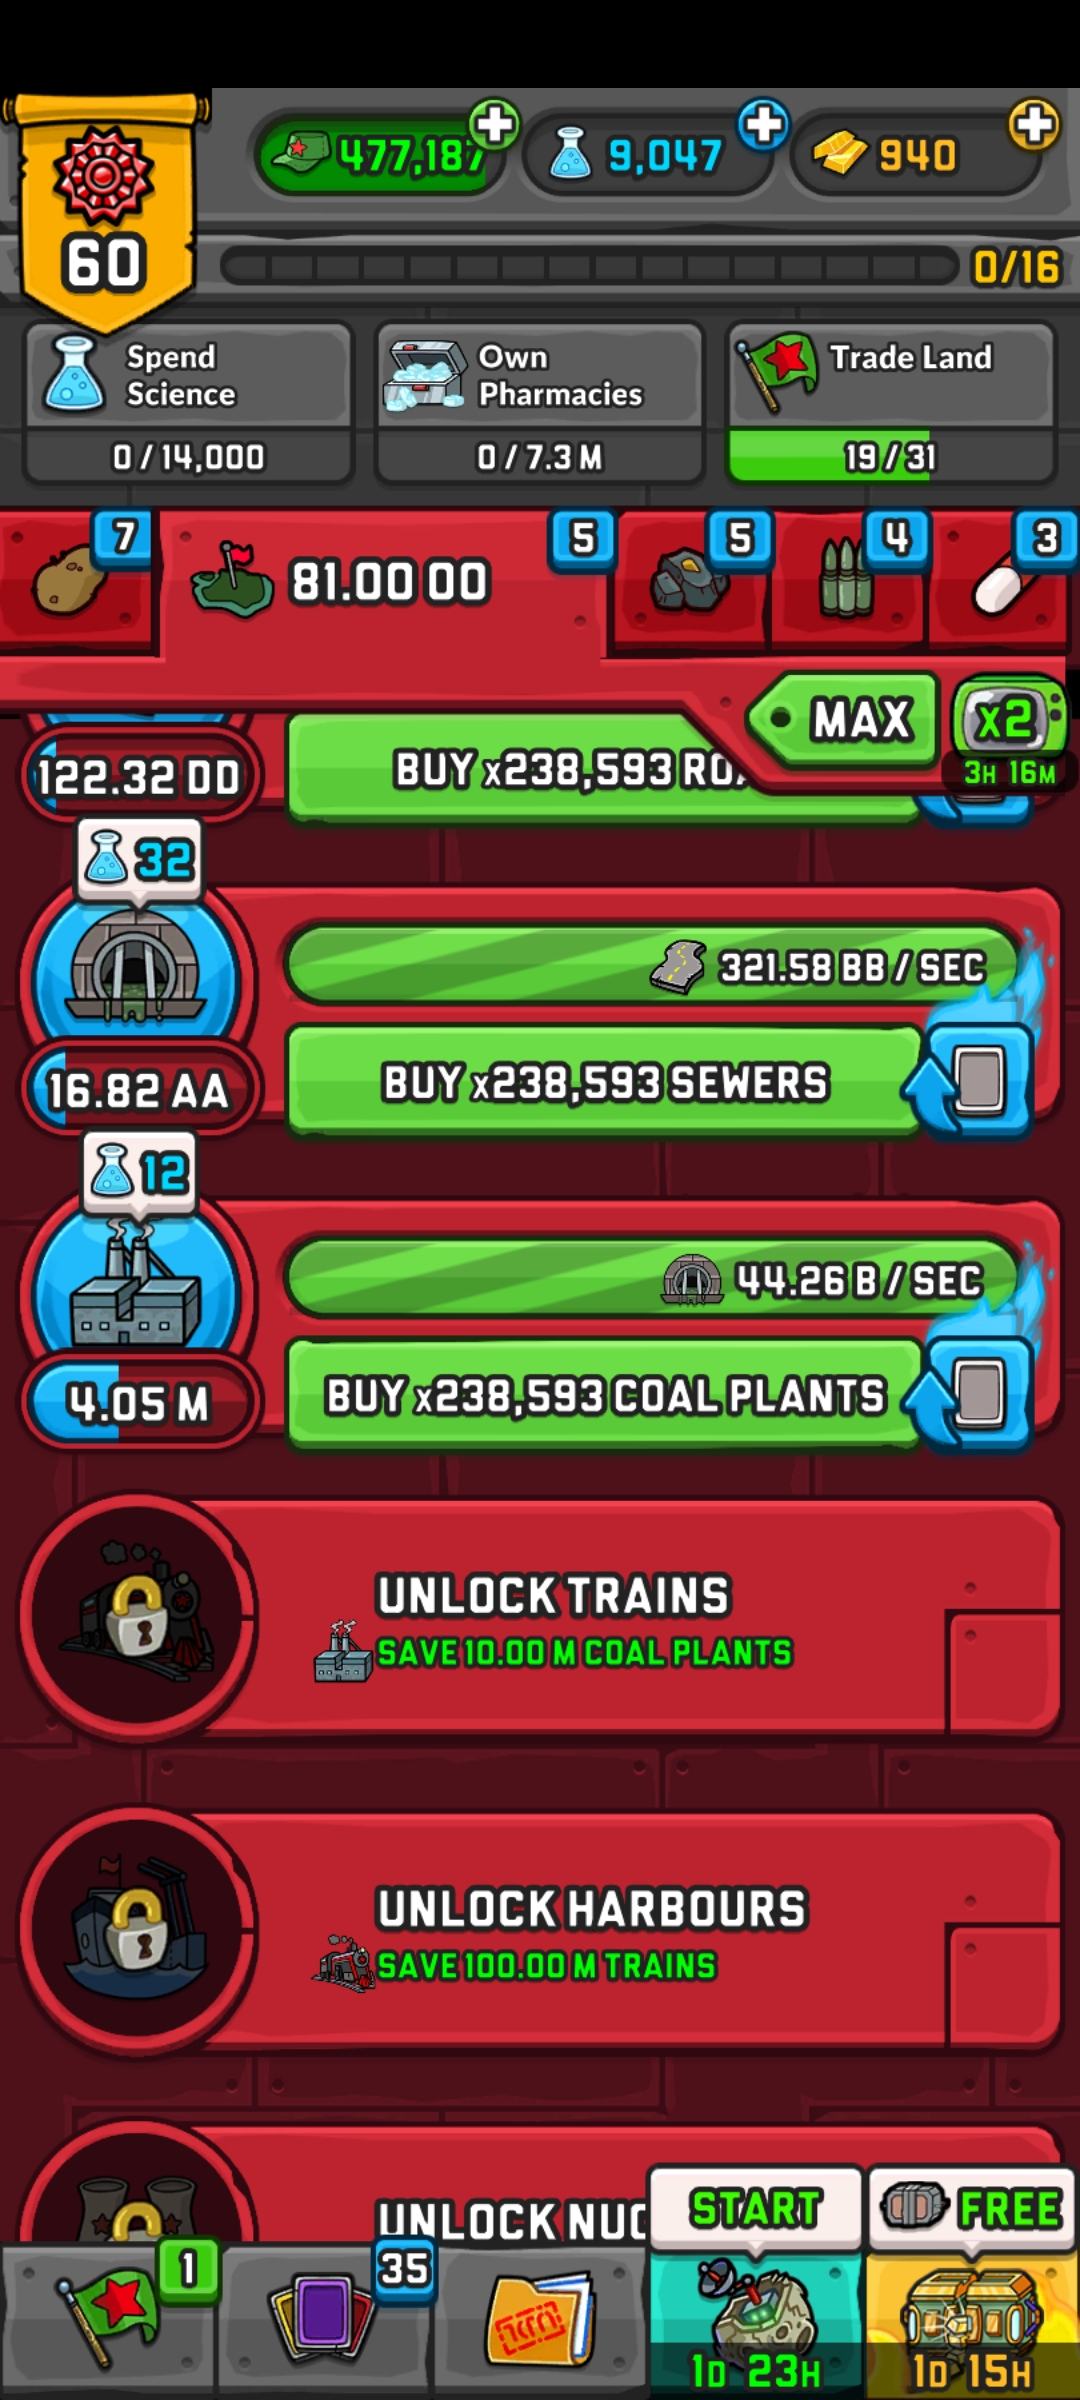 477,187
9,047
940
60
0/16
Spend
Science
Own
Pharmacies
Trade Land
0/14,000
0/7.3 M
19/31
7
81.00 OO
5
5
4
3
MAX
x2
3H 16M
122.32 DD
BUY x238,593
32
321.58 BB / SEC
16.82 AA
BUY x238,593 SEWERS
12
44.26 B / SEC
4.05 M
BUY x238,593 COAL PLANTS
UNLOCK TRAINS
SAVE 10.00 M COAL PLANTS
UNLOCK HARBOURS
SAVE 100.00 M TRAINS
UNLOCK NUC
START
FREE
1
35
1D 23H
1D 15H